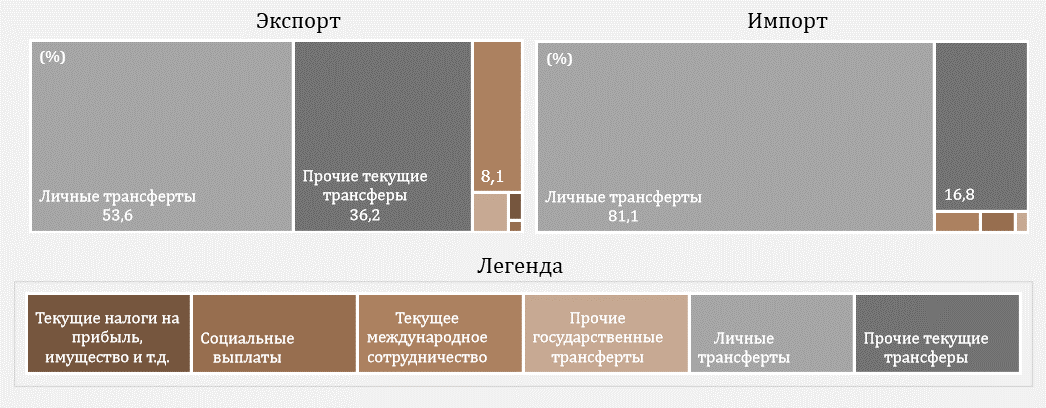 Экспорт
(%)
Личные трансферты
53,6
Прочие текущие
трансферы
36,2
8,1
Импорт
(%)
Личные трансферты
81,1
16,8
Легенда
Текущие налоги на
прибыль,
имущество и т.д.
Социальные
выплаты
Текущее
международное
сотрудничество
Прочие
государственные
трансферты
Личные
трансферты
Прочие текущие
трансферы